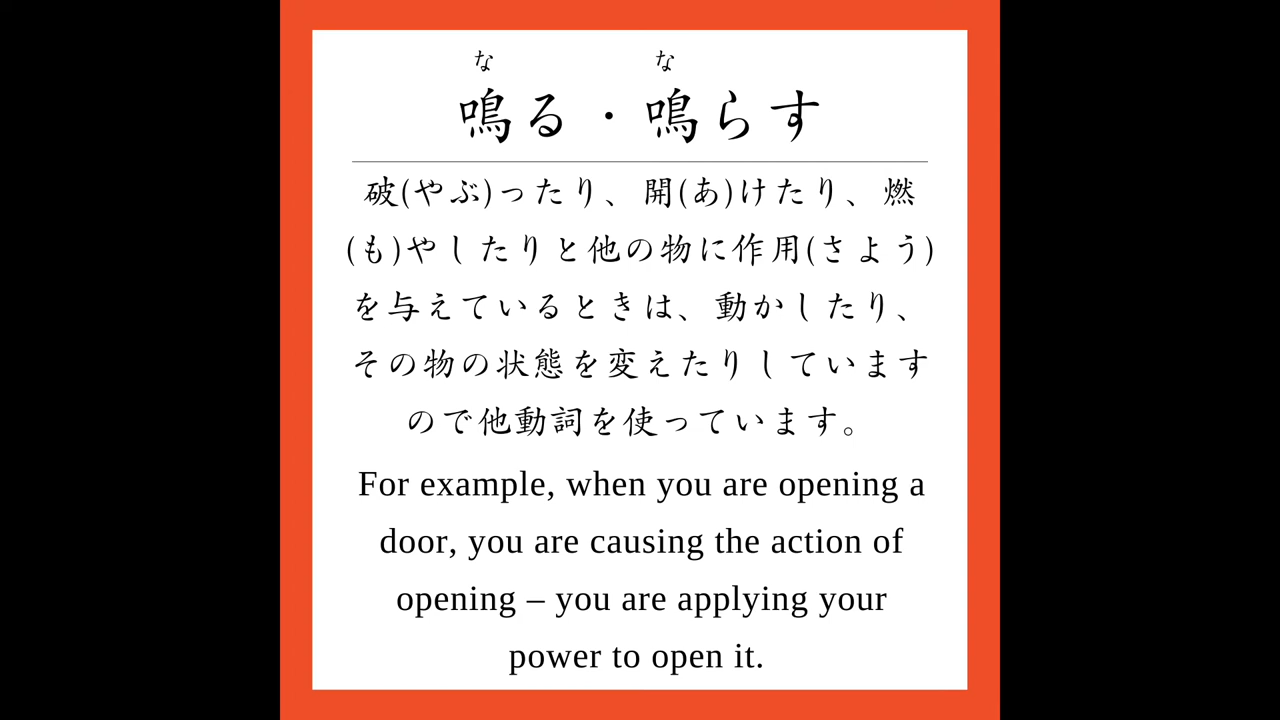 な な
鳴る・鳴らす
破(やぶ)ったり、開(あ)けたり、燃
(も)やしたりと他の物に作用(さよう)
を与えているときは、動かしたり、
その物の状態を変えたりしています
ので他動詞を使っています。
For example, when you are opening a
door, you are causing the action of
opening – you are applying your
power to open it.